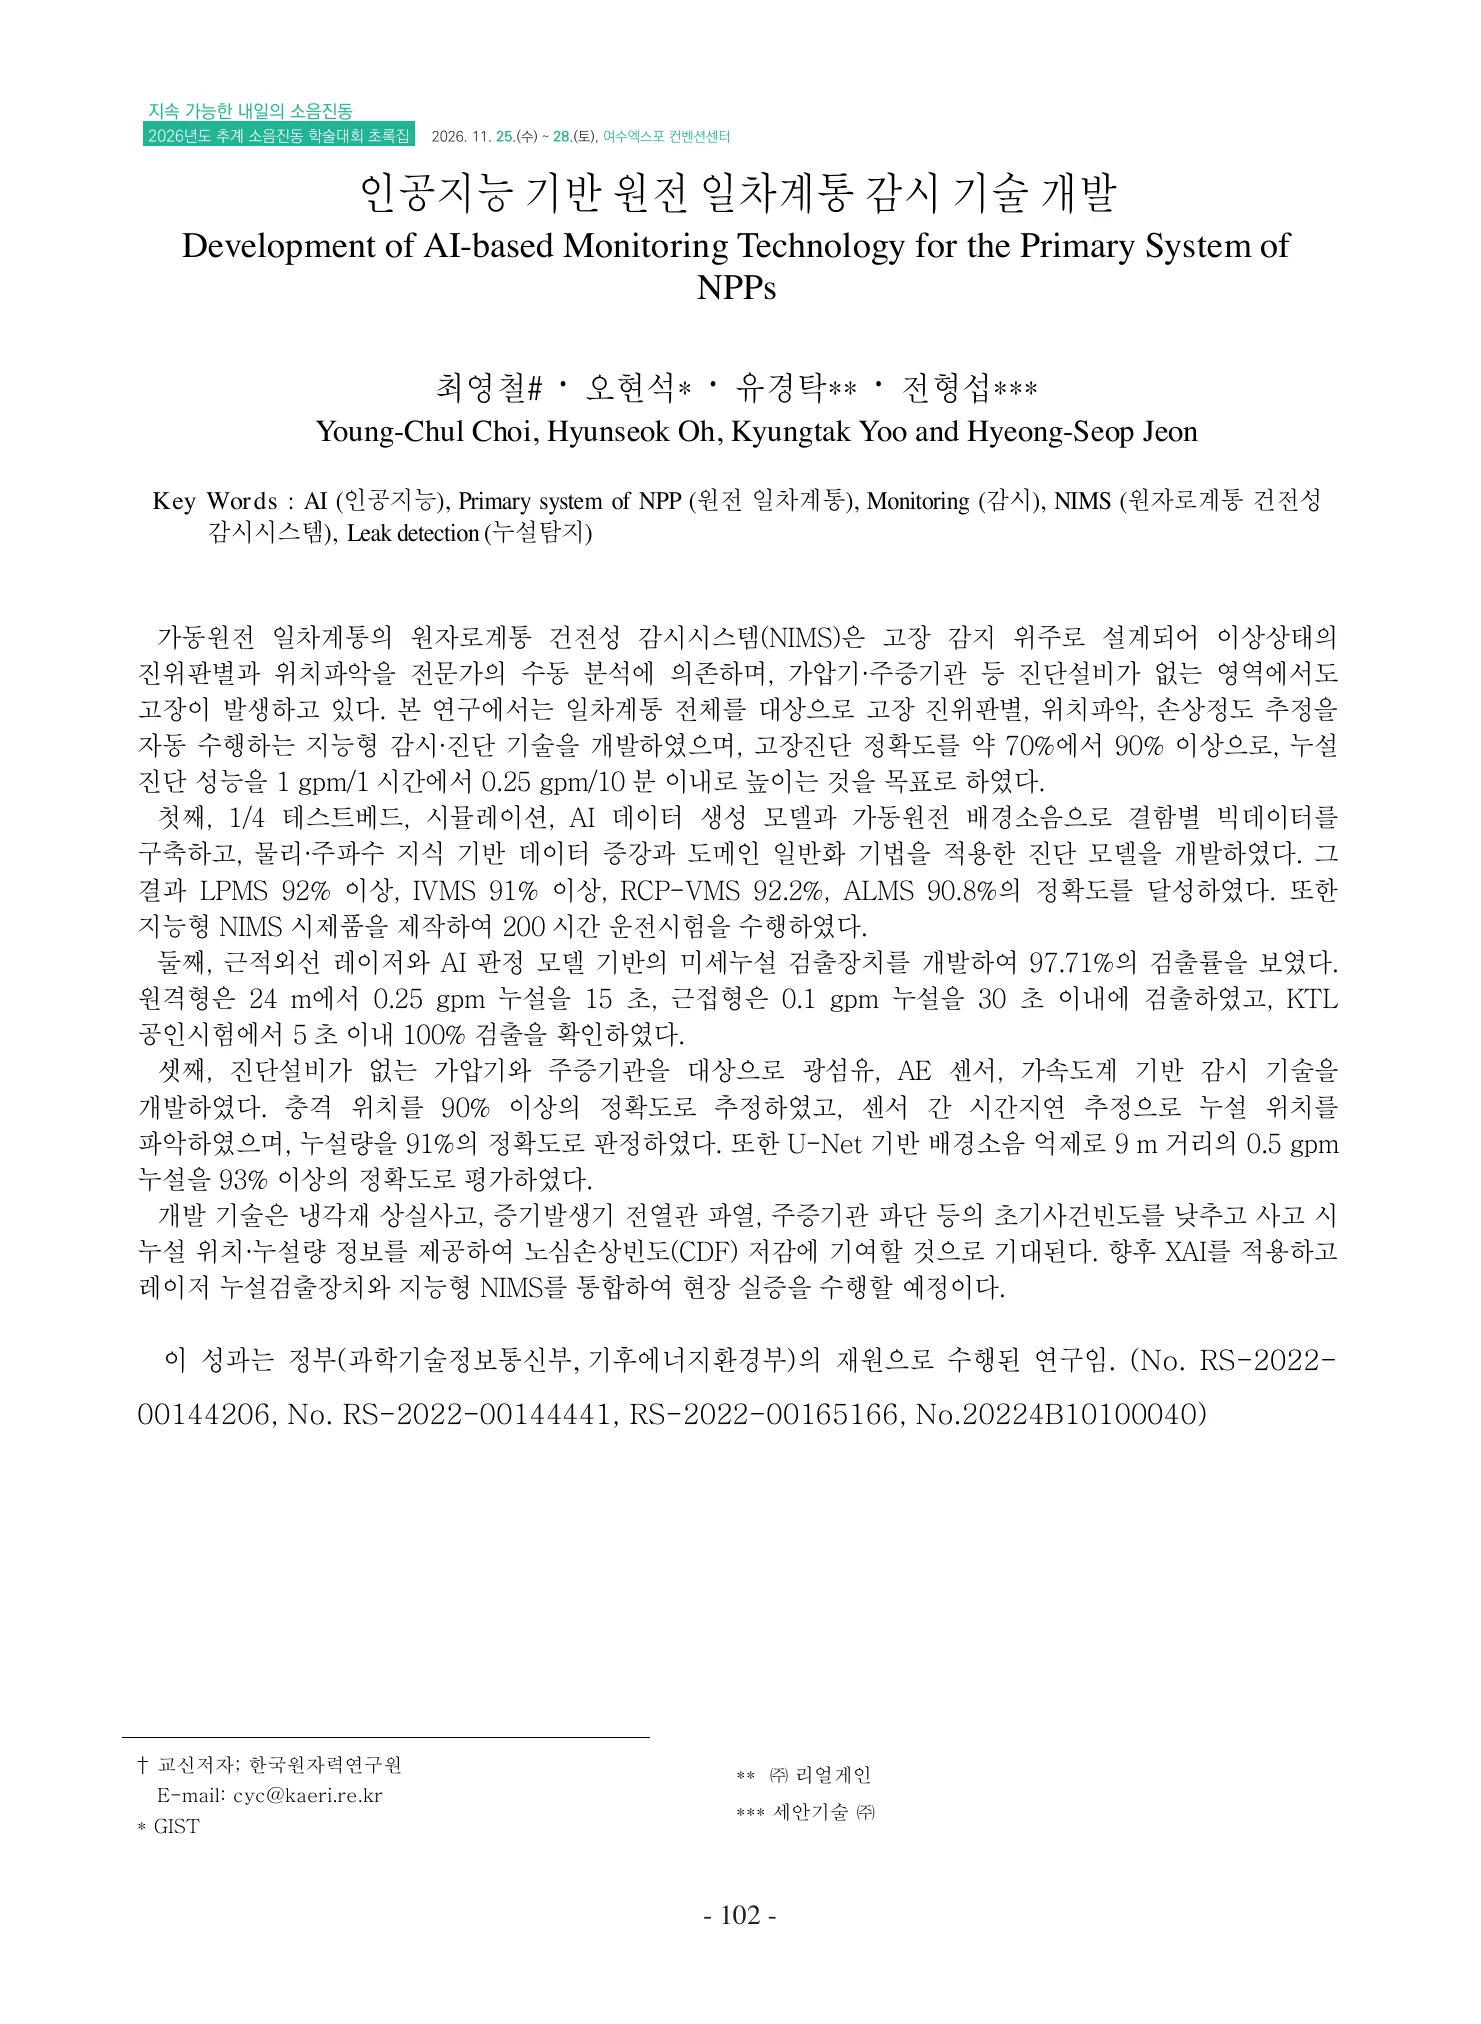 지속 가능한 내일의 소음진동
2026년도 추계 소음진동 학술대회 초록집 2026. 11. 25.(수) ~ 28.(토), 여수엑스포 컨벤션센터
인공지능 기반 원전 일차계통 감시 기술 개발
Development of AI-based Monitoring Technology for the Primary System of
NPPs
최영철# · 오현석* · 유경탁** · 전형섭***
Young-Chul Choi, Hyunseok Oh, Kyungtak Yoo and Hyeong-Seop Jeon
Key Words : AI (인공지능), Primary system of NPP (원전 일차계통), Monitoring (감시), NIMS (원자로계통 건전성
감시시스템), Leak detection (누설탐지)
가동원전 일차계통의 원자로계통 건전성 감시시스템(NIMS)은 고장 감지 위주로 설계되어 이상상태의
진위판별과 위치파악을 전문가의 수동 분석에 의존하며, 가압기·주증기관 등 진단설비가 없는 영역에서도
고장이 발생하고 있다. 본 연구에서는 일차계통 전체를 대상으로 고장 진위판별, 위치파악, 손상정도 추정을
자동 수행하는 지능형 감시·진단 기술을 개발하였으며, 고장진단 정확도를 약 70%에서 90% 이상으로, 누설
진단 성능을 1 gpm/1 시간에서 0.25 gpm/10 분 이내로 높이는 것을 목표로 하였다.
첫째, 1/4 테스트베드, 시뮬레이션, AI 데이터 생성 모델과 가동원전 배경소음으로 결함별 빅데이터를
구축하고, 물리·주파수 지식 기반 데이터 증강과 도메인 일반화 기법을 적용한 진단 모델을 개발하였다. 그
결과 LPMS 92% 이상, IVMS 91% 이상, RCP-VMS 92.2%, ALMS 90.8%의 정확도를 달성하였다. 또한
지능형 NIMS 시제품을 제작하여 200 시간 운전시험을 수행하였다.
둘째, 근적외선 레이저와 AI 판정 모델 기반의 미세누설 검출장치를 개발하여 97.71%의 검출률을 보였다.
원격형은 24 m에서 0.25 gpm 누설을 15 초, 근접형은 0.1 gpm 누설을 30 초 이내에 검출하였고, KTL
공인시험에서 5 초 이내 100% 검출을 확인하였다.
셋째, 진단설비가 없는 가압기와 주증기관을 대상으로 광섬유, AE 센서, 가속도계 기반 감시 기술을
개발하였다. 충격 위치를 90% 이상의 정확도로 추정하였고, 센서 간 시간지연 추정으로 누설 위치를
파악하였으며, 누설량을 91%의 정확도로 판정하였다. 또한 U-Net 기반 배경소음 억제로 9 m 거리의 0.5 gpm
누설을 93% 이상의 정확도로 평가하였다.
개발 기술은 냉각재 상실사고, 증기발생기 전열관 파열, 주증기관 파단 등의 초기사건빈도를 낮추고 사고 시
누설 위치·누설량 정보를 제공하여 노심손상빈도(CDF) 저감에 기여할 것으로 기대된다. 향후 XAI를 적용하고
레이저 누설검출장치와 지능형 NIMS를 통합하여 현장 실증을 수행할 예정이다.
이 성과는 정부(과학기술정보통신부, 기후에너지환경부)의 재원으로 수행된 연구임. (No. RS-2022-
00144206, No. RS-2022-00144441, RS-2022-00165166, No.20224B10100040)
† 교신저자; 한국원자력연구원
E-mail: cyc@kaeri.re.kr
* GIST
** ㈜ 리얼게인
*** 세안기술 ㈜
- 102 -